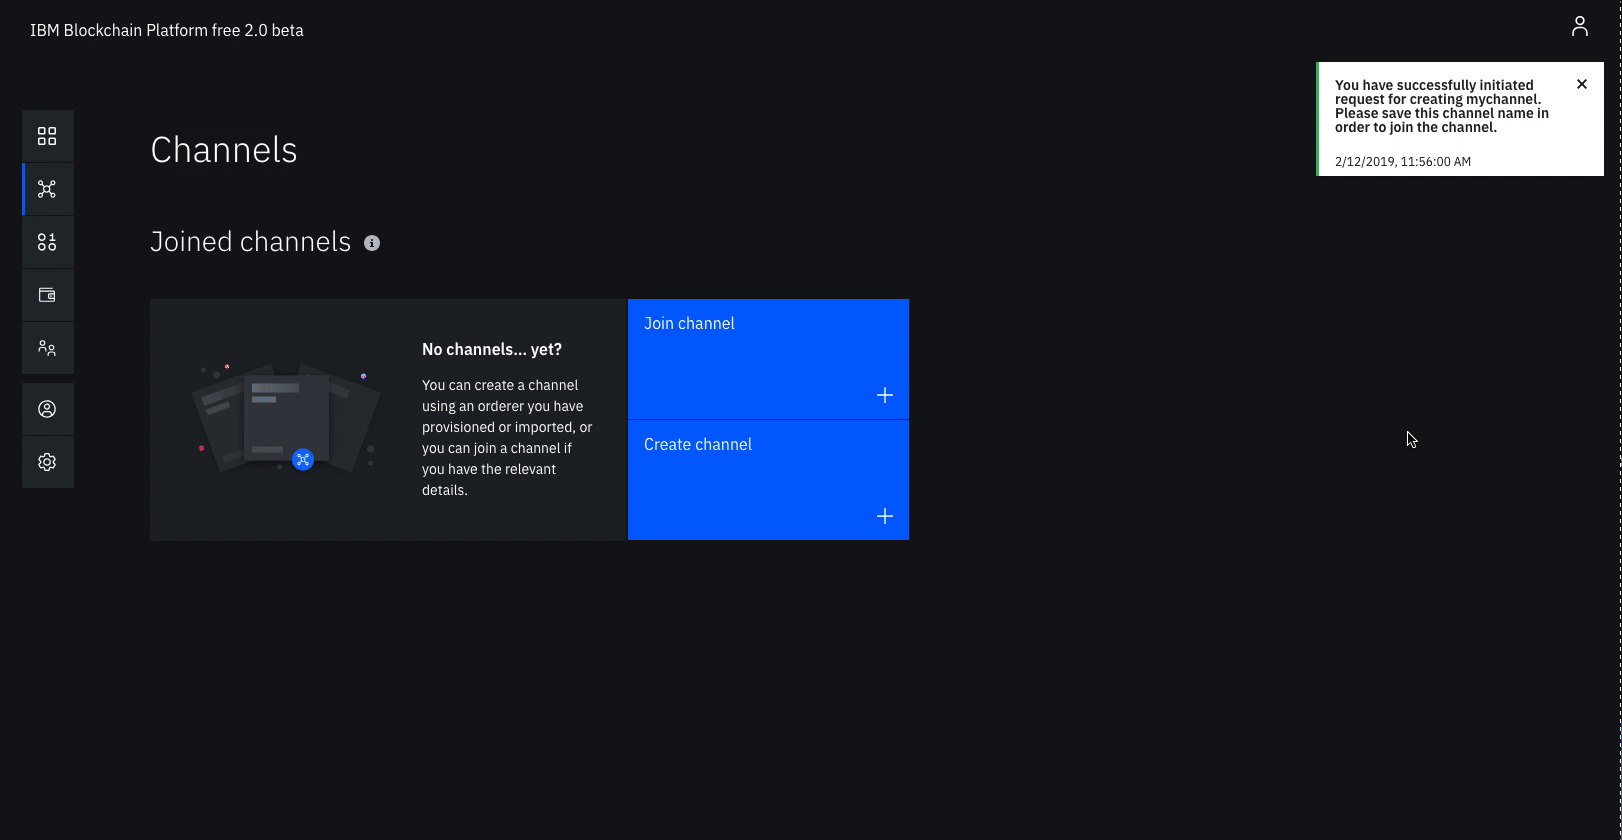 IBM Blockchain Platform free 2.0 beta
You have successfully initiated
request for creating mychannel.
Please save this channel name in
order to join the channel.
2/12/2019, 11:56:00 AM
Channels
Joined channels
No channels... yet?
You can create a channel
using an orderer you have
provisioned or imported, or
you can join a channel if
you have the relevant
details.
Join channel
Create channel